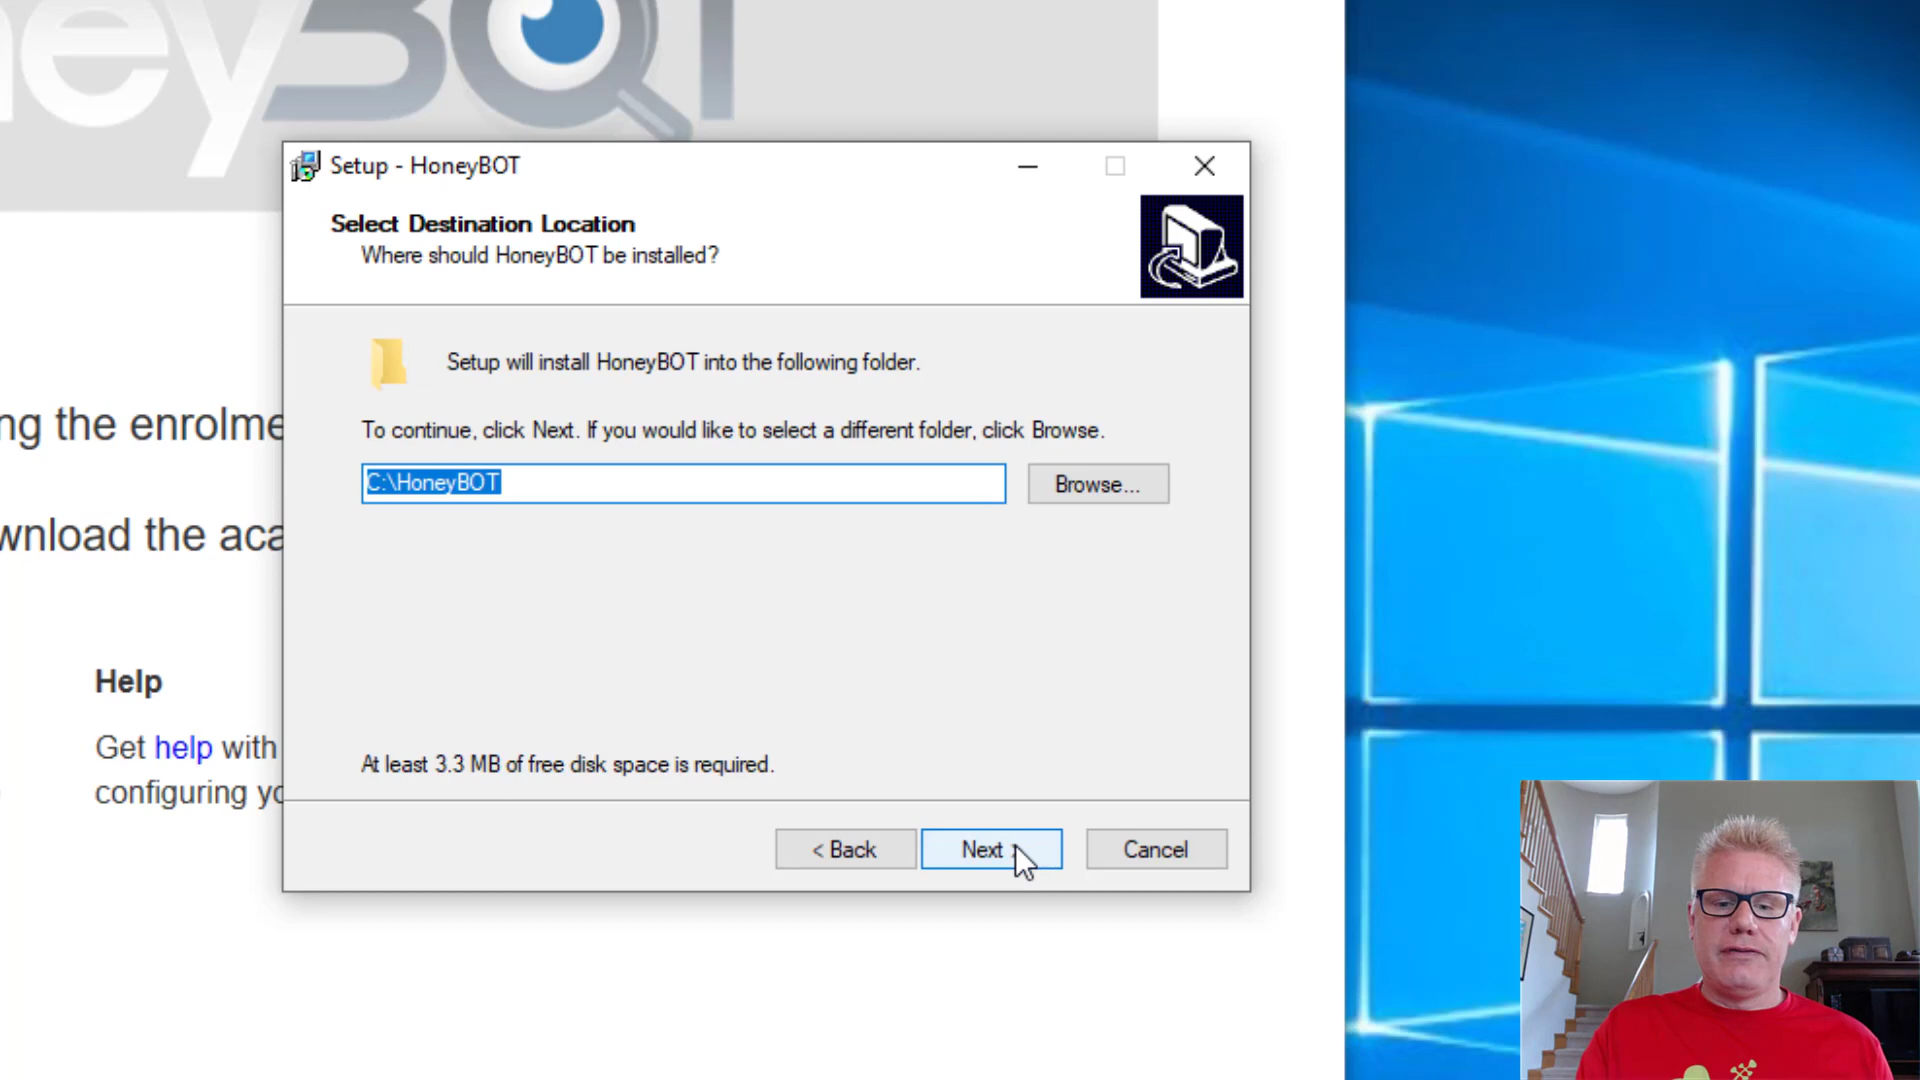 neyBOT
Setup - HoneyBOT
Select Destination Location
Where should HoneyBOT be installed?
Setup will install HoneyBOT into the following folder.
To continue, click Next. If you would like to select a different folder, click Browse.
C:\HoneyBOT
Browse...
ng the enrolme
wnload the aca
Help
Get help with
configuring yo
At least 3.3 MB of free disk space is required.
< Back
Next >
Cancel